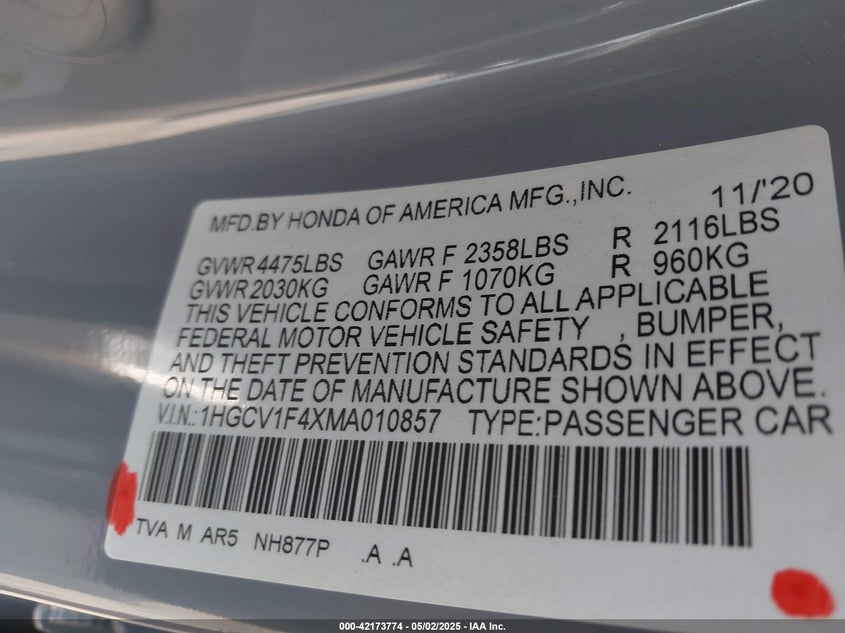 MFD.BY HONDA OF AMERICA MFG.,INC. 11/'20
GVWR 4475LBS GAWR F 2358LBS R 2116LBS
GVWR 2030KG GAWR F 1070KG R 960KG
THIS VEHICLE CONFORMS TO ALL APPLICABLE
FEDERAL MOTOR VEHICLE SAFETY , BUMPER,
AND THEFT PREVENTION STANDARDS IN EFFECT
ON THE DATE OF MANUFACTURE SHOWN ABOVE.
V.I.N.:1HGCV1F4XMA010857 TYPE:PASSENGER CAR
TVA M AR5 NH877P .A .A
000-42173774 - 05/02/2025 - IAA Inc.